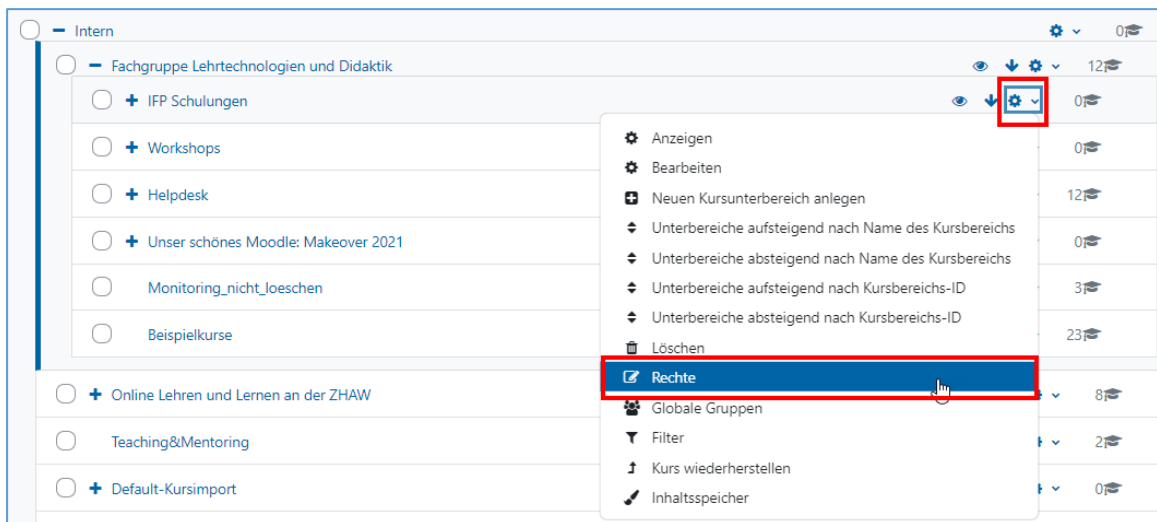 Intern 0
Fachgruppe Lehrtechnologien und Didaktik 12
IFP Schulungen 0
Anzeigen
Workshops 0
Bearbeiten
Helpdesk 12
Neuen Kursunterbereich anlegen
Unterbereiche aufsteigend nach Name des Kursbereichs
Unser schönes Moodle: Makeover 2021 0
Unterbereiche absteigend nach Name des Kursbereichs
Monitoring_nicht_loeschen 3
Unterbereiche aufsteigend nach Kursbereichs-ID
Unterbereiche absteigend nach Kursbereichs-ID
Beispielkurse 23
Löschen
Rechte
Online Lehren und Lernen an der ZHAW 8
Globale Gruppen
Teaching&Mentoring 2
Filter
Kurs wiederherstellen
Default-Kursimport 0
Inhaltsspeicher